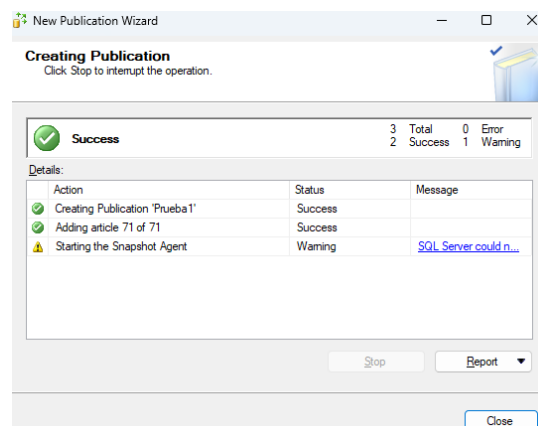 New Publication Wizard
Creating Publication
Click Stop to interrupt the operation.
Success
3 Total 0 Error
2 Success 1 Warning
Details:
Action Status Message
Creating Publication 'Prueba1' Success
Adding article 71 of 71 Success
Starting the Snapshot Agent Warning SQL Server could n...
Stop Report
Close